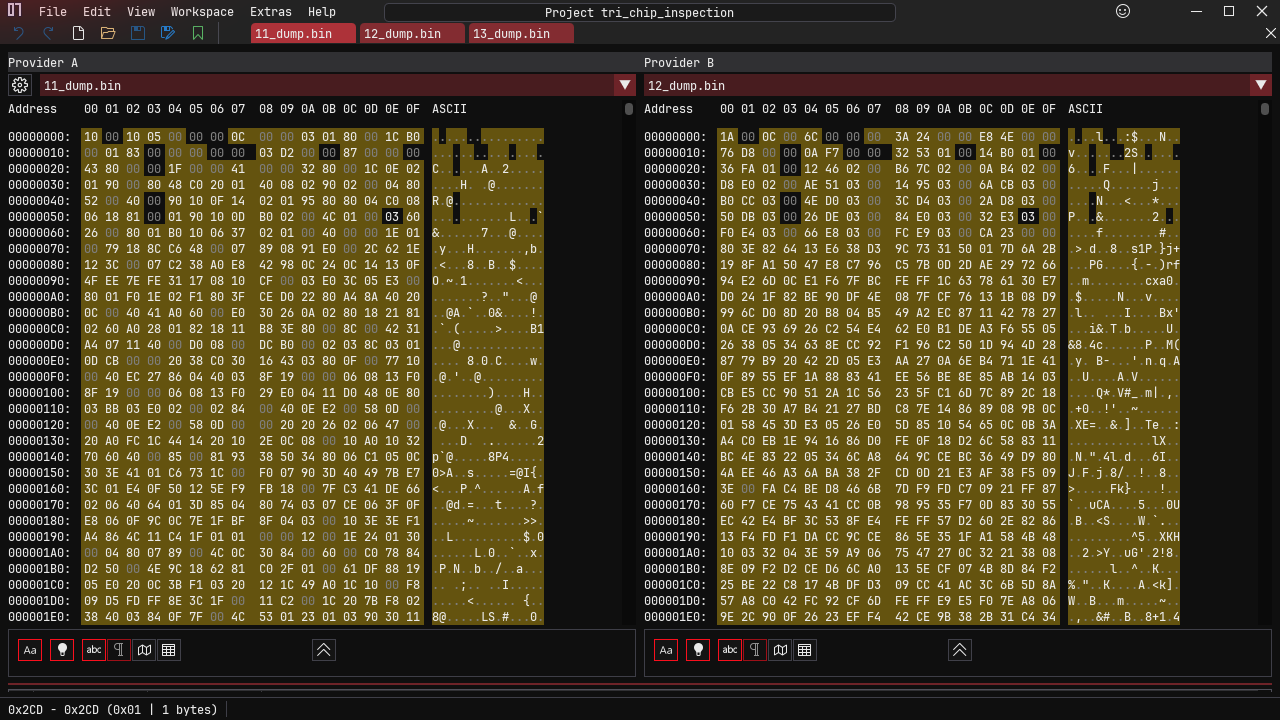 File Edit View Workspace Extras Help
Project tri_chip_inspection
11_dump.bin
12_dump.bin
13_dump.bin
Provider A
11_dump.bin
Address 00 01 02 03 04 05 06 07 08 09 0A 0B 0C 0D 0E 0F ASCII
00000000: 10 00 10 05 00 00 00 0C 00 00 03 01 80 00 1C B0 ................
00000010: 00 01 83 00 00 00 00 00 03 D2 00 00 87 00 00 00 ................
00000020: 43 80 00 00 1F 00 00 41 00 00 32 80 00 1C 0E 02 C......A..2.....
00000030: 01 90 00 80 48 C0 20 01 40 08 02 90 02 00 04 80 ....H. .@.......
00000040: 52 00 40 00 90 10 0F 14 02 01 95 80 80 04 C0 08 R.@.............
00000050: 06 18 81 00 01 90 10 0D B0 02 00 4C 01 00 03 60 ...........L...`
00000060: 26 00 80 01 B0 10 06 37 02 01 00 40 00 00 1E 01 &......7...@....
00000070: 00 79 18 8C C6 48 00 07 89 08 91 E0 00 2C 62 1E .y...H.......,b.
00000080: 12 3C 00 07 C2 38 A0 E8 42 98 0C 24 0C 14 13 0F .<...8..B..$....
00000090: 4F EE 7E FE 31 17 08 10 CF 00 03 E0 3C 05 E3 00 O.~.1.......<...
000000A0: 80 01 F0 1E 02 F1 80 3F CE D0 22 80 A4 8A 40 20 .......?.."...@ 
000000B0: 0C 00 40 41 A0 60 00 E0 30 26 0A 02 80 18 21 81 ..@A.`..0&....!.
000000C0: 02 60 A0 28 01 82 18 11 B8 3E 80 00 8C 00 42 31 .`.(.....>....B1
000000D0: A4 07 11 40 00 D0 08 00 DC B0 00 02 03 8C 03 01 ...@............
000000E0: 0D CB 00 00 20 38 C0 30 16 43 03 80 0F 00 77 10 .... 8.0.C....w.
000000F0: 00 40 EC 27 86 04 40 03 8F 19 00 00 06 08 13 F0 .@.'..@.........
00000100: 8F 19 00 00 06 08 13 F0 29 E0 04 11 D0 48 0E 80 ........)....H..
00000110: 03 BB 03 E0 02 00 02 84 00 40 0E E2 00 58 0D 00 .........@...X..
00000120: 00 40 0E E2 00 58 0D 00 00 20 20 26 02 06 47 00 .@...X...  &..G.
00000130: 20 A0 FC 1C 44 14 20 10 2E 0C 08 00 10 A0 10 32  ...D. ........2
00000140: 70 60 40 00 85 00 81 93 38 50 34 80 06 C1 05 0C p`@.....8P4.....
00000150: 30 3E 41 01 C6 73 1C 00 F0 07 90 3D 40 49 7B E7 0>A..s.....=@I{.
00000160: 3C 01 E4 0F 50 12 5E F9 FB 18 00 7F C3 41 DE 66 <...P.^......A.f
00000170: 02 06 40 64 01 3D 85 04 80 74 03 07 CE 06 3F 0F ..@d.=...t....?.
00000180: E8 06 0F 9C 0C 7E 1F BF 8F 04 03 00 10 3E 3E F1 .....~.......>>.
00000190: A4 86 4C 11 C4 1F 01 01 00 00 12 00 1E 24 01 30 ..L..........$.0
000001A0: 00 04 80 07 89 00 4C 0C 30 84 00 60 00 C0 78 84 ......L.0..`..x.
000001B0: D2 50 00 4E 9C 18 62 81 C0 2F 01 00 61 DF 88 19 .P.N..b../..a...
000001C0: 05 E0 20 0C 3B F1 03 20 12 1C 49 A0 1C 10 00 F8 .. .;.. ..I.....
000001D0: 09 D5 FD FF 8E 3C 1F 00 11 C2 00 1C 20 7B F8 02 .....<...... {..
000001E0: 38 40 03 84 0F 7F 00 4C 53 01 23 01 03 90 30 11 8@.....LS.#...0.
Provider B
12_dump.bin
Address 00 01 02 03 04 05 06 07 08 09 0A 0B 0C 0D 0E 0F ASCII
00000000: 1A 00 0C 00 6C 00 00 00 3A 24 00 00 E8 4E 00 00 ....l...:$...N..
00000010: 76 D8 00 00 0A F7 00 00 32 53 01 00 14 B0 01 00 v.......2S......
00000020: 36 FA 01 00 12 46 02 00 B6 7C 02 00 0A B4 02 00 6....F...|......
00000030: D8 E0 02 00 AE 51 03 00 14 95 03 00 6A CB 03 00 .....Q......j...
00000040: B0 CC 03 00 4E D0 03 00 3C D4 03 00 2A D8 03 00 ....N...<...*...
00000050: 50 DB 03 00 26 DE 03 00 84 E0 03 00 32 E3 03 00 P...&.......2...
00000060: F0 E4 03 00 66 E8 03 00 FC E9 03 00 CA 23 00 00 ....f........#..
00000070: 80 3E 82 64 13 E6 38 D3 9C 73 31 50 01 7D 6A 2B .>.d..8..s1P.}j+
00000080: 19 8F A1 50 47 E8 C7 96 C5 7B 0D 2D AE 29 72 66 ...PG....{.-.)rf
00000090: 94 E2 6D 0C E1 F6 7F BC FE FF 1C 63 78 61 30 E7 ..m........cxa0.
000000A0: D0 24 1F 82 BE 90 DF 4E 08 7F CF 76 13 1B 08 D9 .$.....N...v....
000000B0: 99 6C D0 8D 20 B8 04 B5 49 A2 EC 87 11 42 78 27 .l.. ...I....Bx'
000000C0: 0A CE 93 69 26 C2 54 E4 62 E0 B1 DE A3 F6 55 05 ...i&.T.b.....U.
000000D0: 26 38 05 34 63 8E CC 92 F1 96 C2 50 1D 94 4D 28 &8.4c......P..M(
000000E0: 87 79 B9 20 42 2D 05 E3 AA 27 0A 6E B4 71 1E 41 .y. B-...'.n.q.A
000000F0: 0F 89 55 EF 1A 88 83 41 EE 56 BE 8E 85 AB 14 03 ..U....A.V......
00000100: CB E5 CC 90 51 2A 1C 56 23 5F C1 6D 7C 89 2C 18 ....Q*.V#_.m|.,.
00000110: F6 2B 30 A7 B4 21 27 BD C8 7E 14 86 89 08 9B 0C .+0..!'..~......
00000120: 01 58 45 3D E3 05 26 E0 5D 85 10 54 65 0C 0B 3A .XE=..&.]..Te..:
00000130: A4 C0 EB 1E 94 16 86 D0 FE 0F 18 D2 6C 58 83 11 ............lX..
00000140: BC 4E 83 22 05 34 6C A8 64 9C CE BC 36 49 D9 80 .N.".4l.d...6I..
00000150: 4A EE 46 A3 6A BA 38 2F CD 0D 21 E3 AF 38 F5 09 J.F.j.8/..!..8..
00000160: 3E 00 FA C4 BE D8 46 6B 7D F9 FD C7 09 21 FF 87 >.....Fk}....!..
00000170: 60 F7 CE 75 43 41 CC 0B 98 95 35 F7 0D 83 30 55 `..uCA....5...0U
00000180: EC 42 E4 BF 3C 53 8F E4 FE FF 57 D2 60 2E 82 86 .B..<S....W.`...
00000190: 13 F4 FD F1 DA CC 9C CE 86 5E 35 1F A1 58 4B 48 .........^5..XKH
000001A0: 10 03 32 04 3E 59 A9 06 75 47 27 0C 32 21 38 08 ..2.>Y..uG'.2!8.
000001B0: 8E 09 F2 D2 CE D6 6C A0 13 5E CF 07 4B 8D 84 F2 ......l..^..K...
000001C0: 25 BE 22 C8 17 4B DF D3 09 CC 41 AC 3C 6B 5D 8A %."..K....A.<k].
000001D0: 57 A8 C0 42 FC 92 CF 6D FE FF E9 E5 F0 7E A8 06 W..B...m.....~..
000001E0: 9E 2C 90 0F 26 23 EF F4 42 CE 9B 38 2B 31 C4 34 .,..&#..B..8+1.4
Aa abc
Aa abc
0x2CD - 0x2CD (0x01 | 1 bytes)